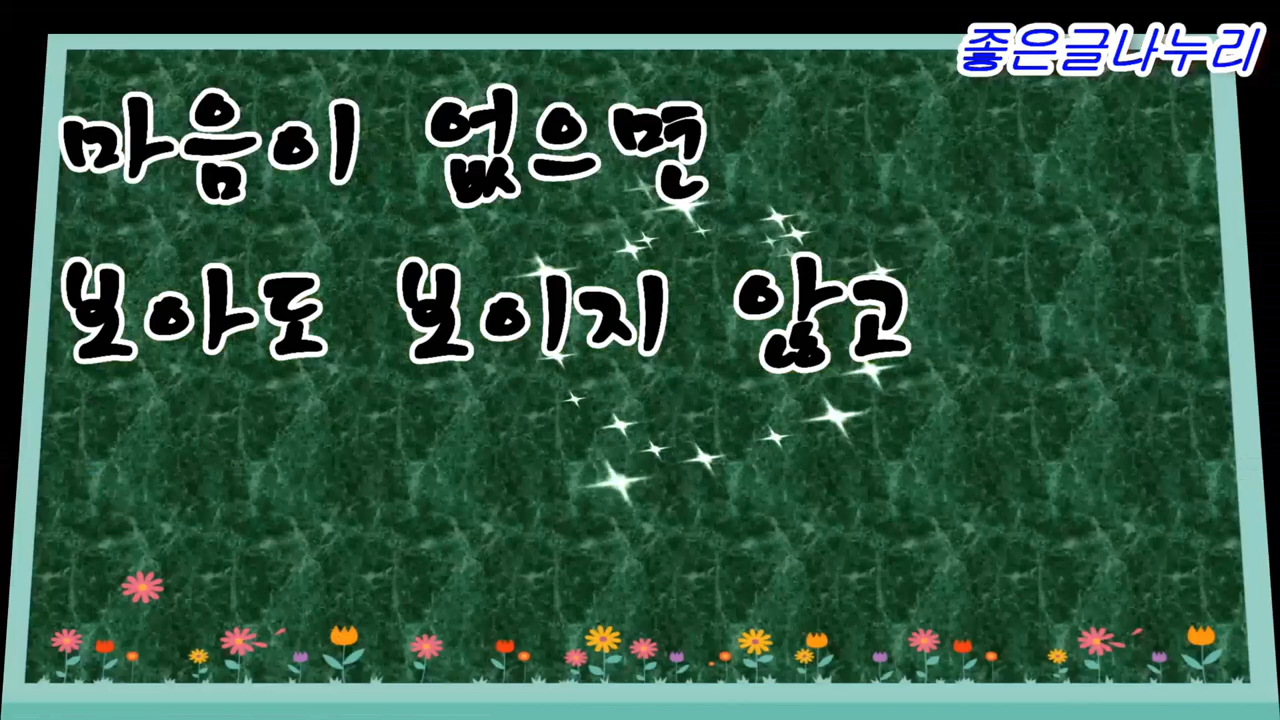 좋은글나누리
마음이 없으면
보아도 보이지 않고